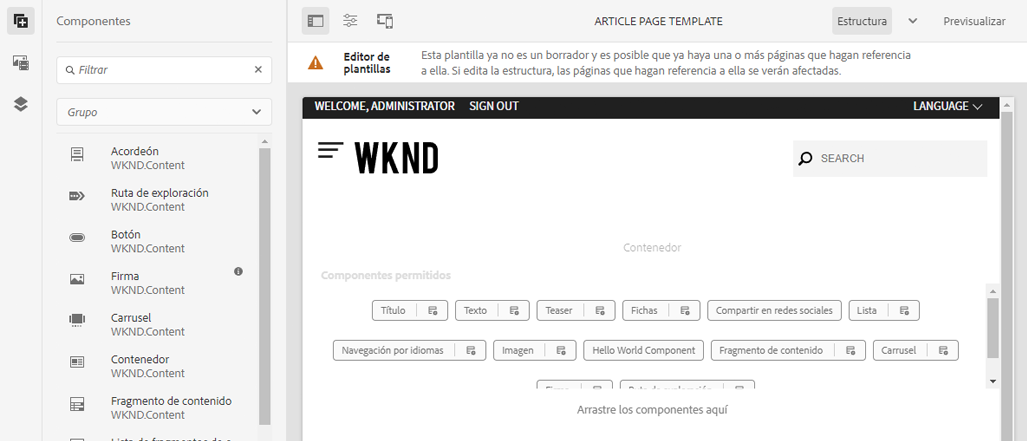 Componentes
ARTICLE PAGE TEMPLATE
Estructura
Previsualizar
Filtrar
Grupo
Acordeón
WKND.Content
Ruta de exploración
WKND.Content
Botón
WKND.Content
Firma
WKND.Content
Carrusel
WKND.Content
Contenedor
WKND.Content
Fragmento de contenido
WKND.Content
Editor de
plantillas
Esta plantilla ya no es un borrador y es posible que ya haya una o más páginas que hagan referencia
a ella. Si edita la estructura, las páginas que hagan referencia a ella se verán afectadas.
WELCOME, ADMINISTRATOR SIGN OUT LANGUAGE
WKND
SEARCH
Contenedor
Componentes permitidos
Título Texto Teaser Fichas Compartir en redes sociales Lista
Navegación por idiomas Imagen Hello World Component Fragmento de contenido Carrusel
Firma Ruta de exploración
Arrastre los componentes aquí